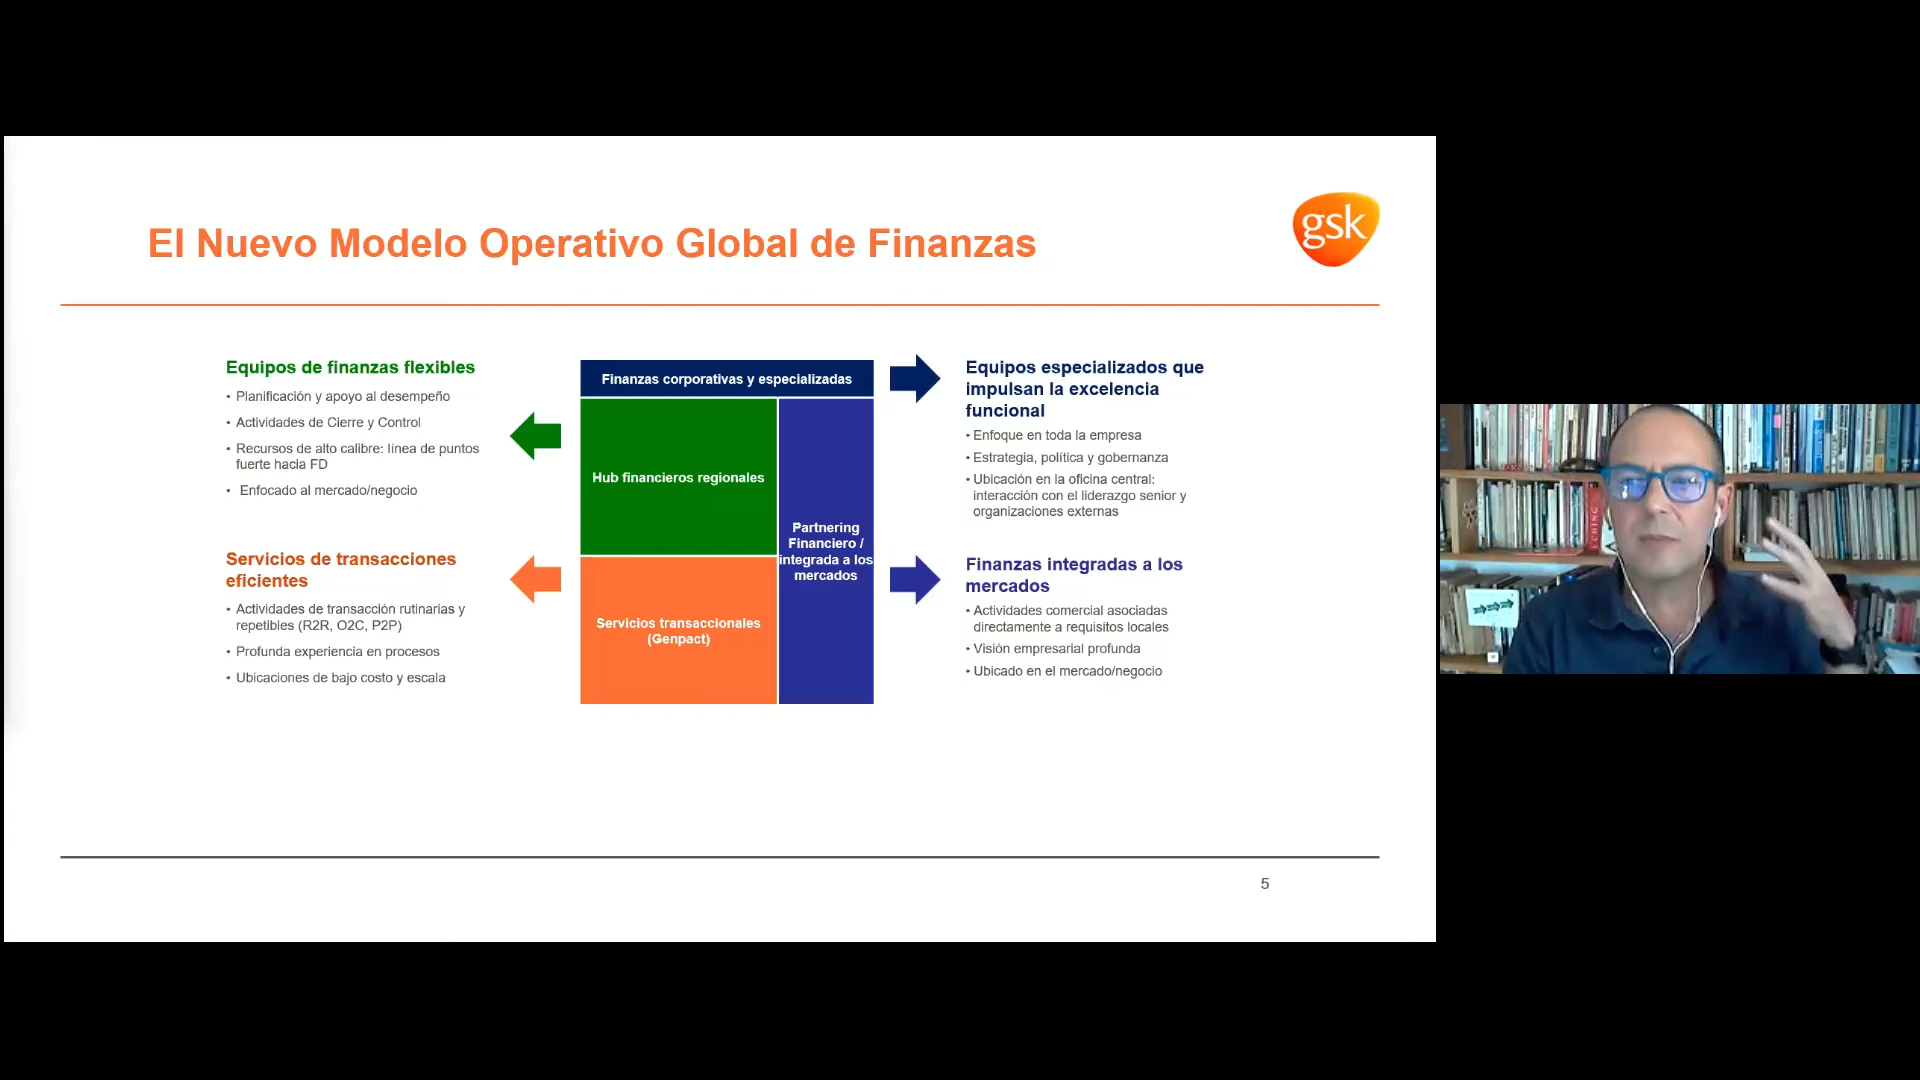 El Nuevo Modelo Operativo Global de Finanzas
gsk
Equipos de finanzas flexibles
• Planificación y apoyo al desempeño
• Actividades de Cierre y Control
• Recursos de alto calibre: línea de puntos
fuerte hacia FD
• Enfocado al mercado/negocio
Servicios de transacciones
eficientes
• Actividades de transacción rutinarias y
repetibles (R2R, O2C, P2P)
• Profunda experiencia en procesos
• Ubicaciones de bajo costo y escala
Finanzas corporativas y especializadas
Hub financieros regionales
Servicios transaccionales
(Genpact)
Partnering
Financiero /
integrada a los
mercados
Equipos especializados que
impulsan la excelencia
funcional
• Enfoque en toda la empresa
• Estrategia, política y gobernanza
• Ubicación en la oficina central:
interacción con el liderazgo senior y
organizaciones externas
Finanzas integradas a los
mercados
• Actividades comercial asociadas
directamente a requisitos locales
• Visión empresarial profunda
• Ubicado en el mercado/negocio
5